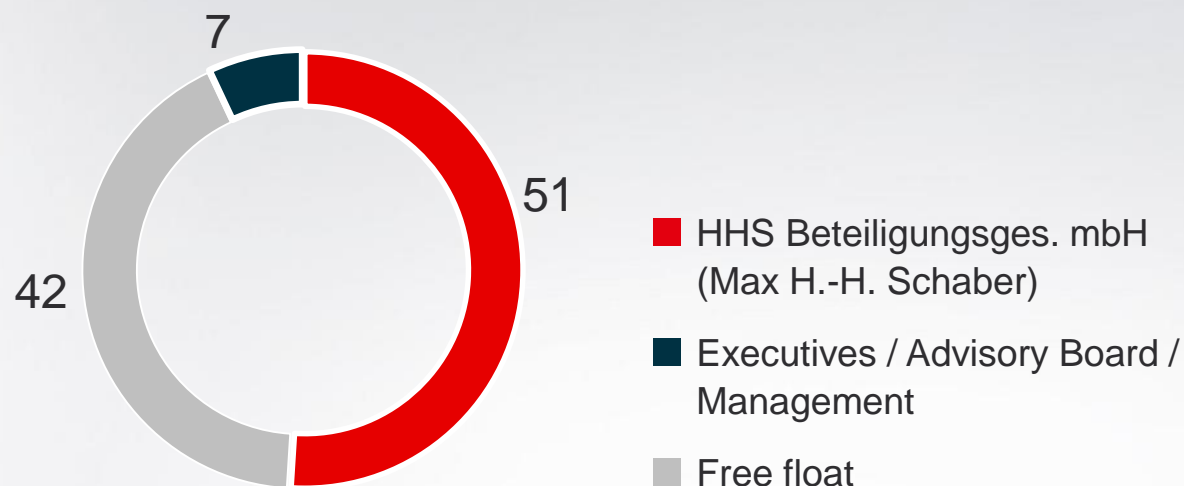 7
51
42
HHS Beteiligungsges. mbH
(Max H.-H. Schaber)
Executives / Advisory Board /
Management
Free float